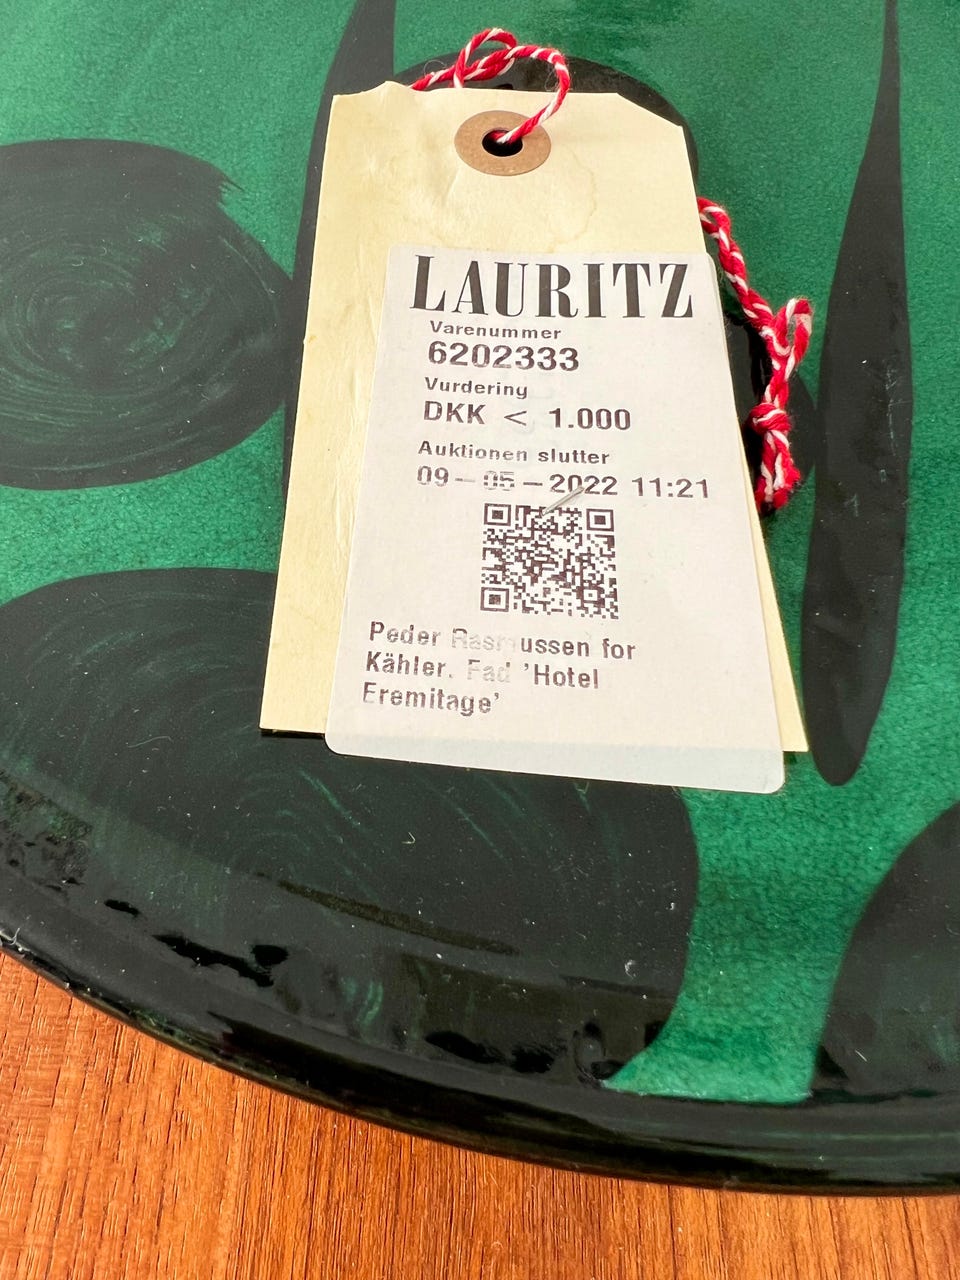 LAURITZ
Varenummer
6202333
Vurdering
DKK < 1.000
Auktionen slutter
09-05-2022 11:21
Peder Rasmussen for
Kähler. Fad 'Hotel
Eremitage'